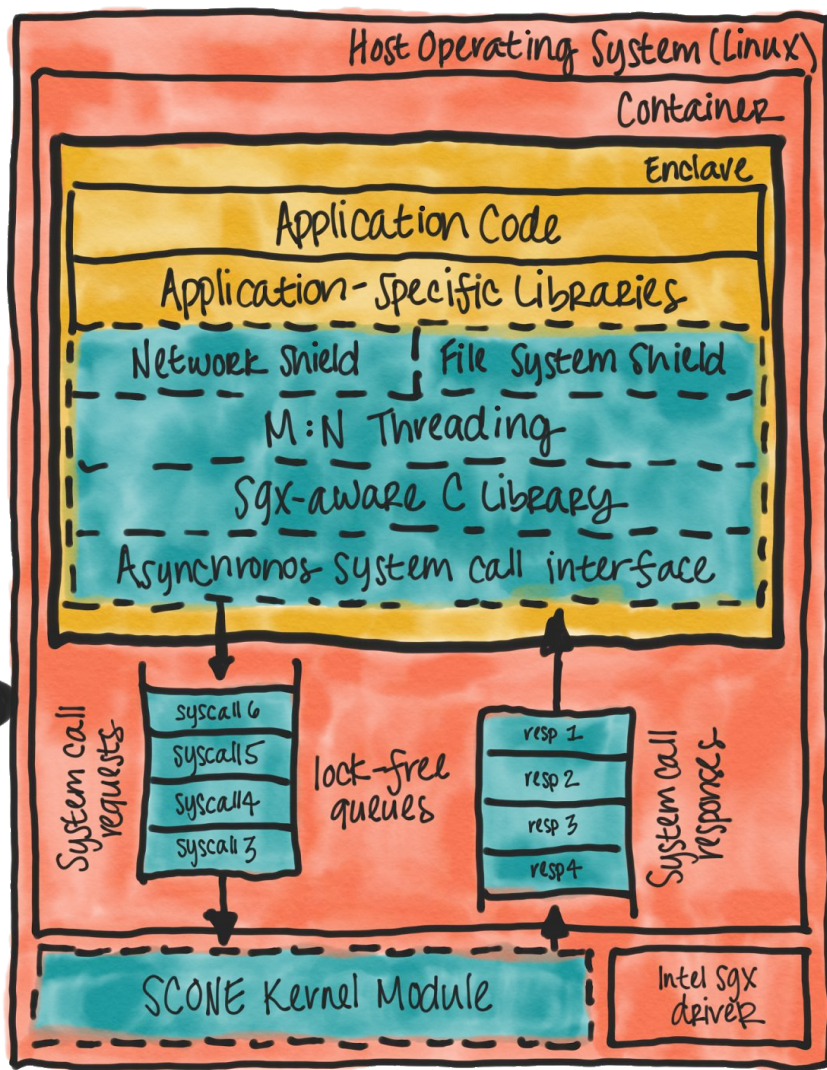 Host Operating System (Linux)
Container
Enclave
Application Code
Application-Specific Libraries
Network Shield
File System Shield
M:N Threading
Sgx-aware C Library
Asynchronos system call interface
System call
requests
syscall 6
syscall 5
syscall 4
syscall 3
lock-free
queues
resp 1
resp 2
resp 3
resp 4
System call
responses
SCONE Kernel Module
Intel Sgx
driver